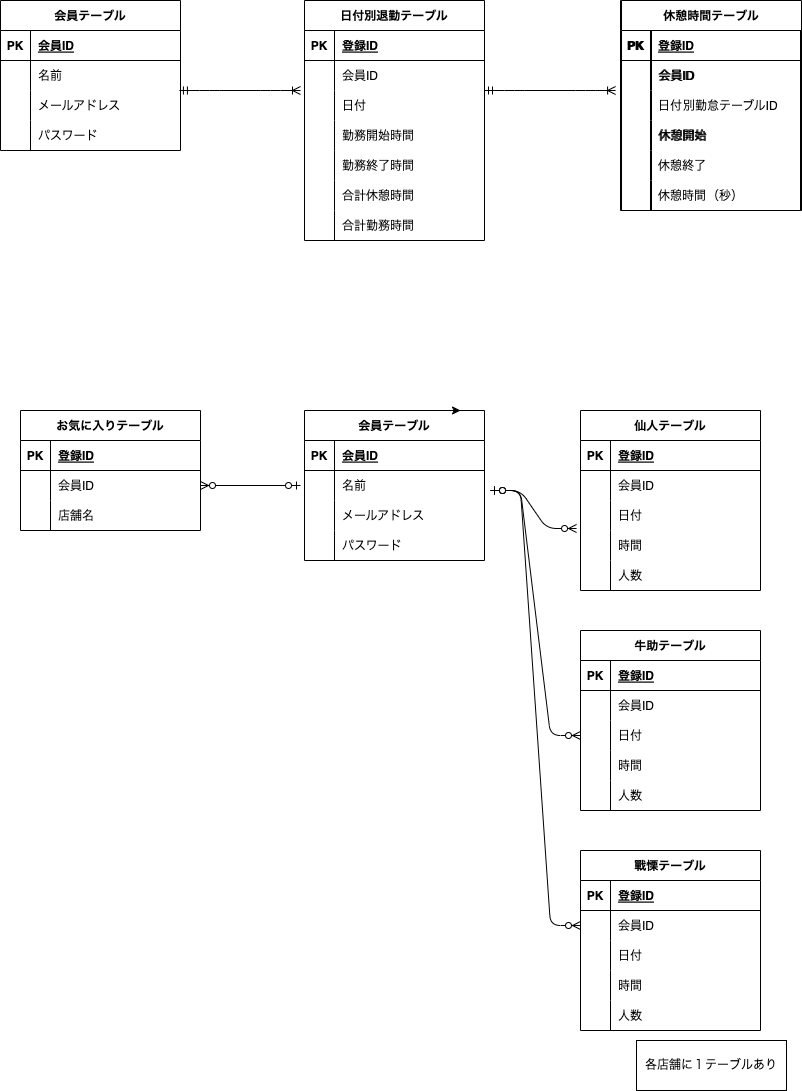 会員テーブル
PK 会員ID
名前
メールアドレス
パスワード
日付別退勤テーブル
PK 登録ID
会員ID
日付
勤務開始時間
勤務終了時間
合計休憩時間
合計勤務時間
休憩時間テーブル
PK 登録ID
会員ID
日付別勤怠テーブルID
休憩開始
休憩終了
休憩時間（秒）
お気に入りテーブル
PK 登録ID
会員ID
店舗名
会員テーブル
PK 会員ID
名前
メールアドレス
パスワード
仙人テーブル
PK 登録ID
会員ID
日付
時間
人数
牛助テーブル
PK 登録ID
会員ID
日付
時間
人数
戦慄テーブル
PK 登録ID
会員ID
日付
時間
人数
各店舗に１テーブルあり